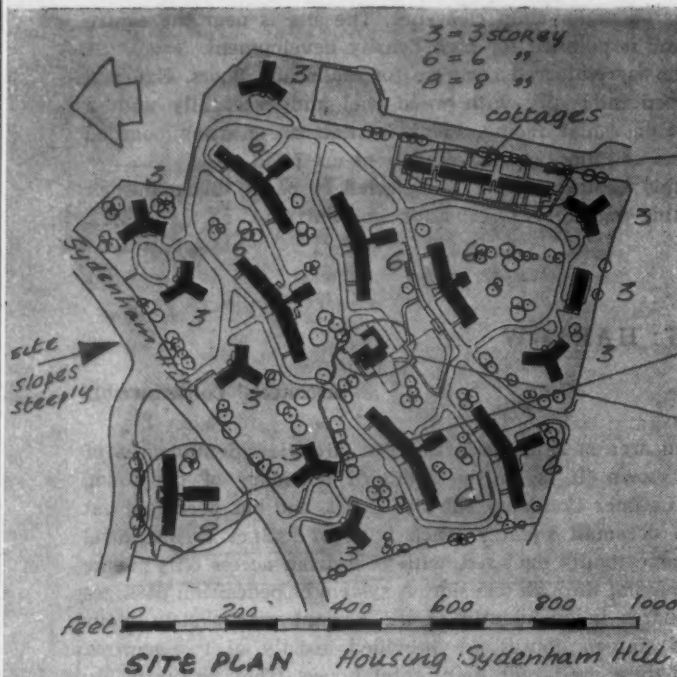 3 = 3 storey
6 = 6 "
8 = 8 "
3
cottages
6
3
3
6
6
6
3
Sydenham Hill
3
3
site
slopes
steeply
3
3
6
6
8
3
feet 0 200 400 600 800 1000
SITE PLAN Housing Sydenham Hill